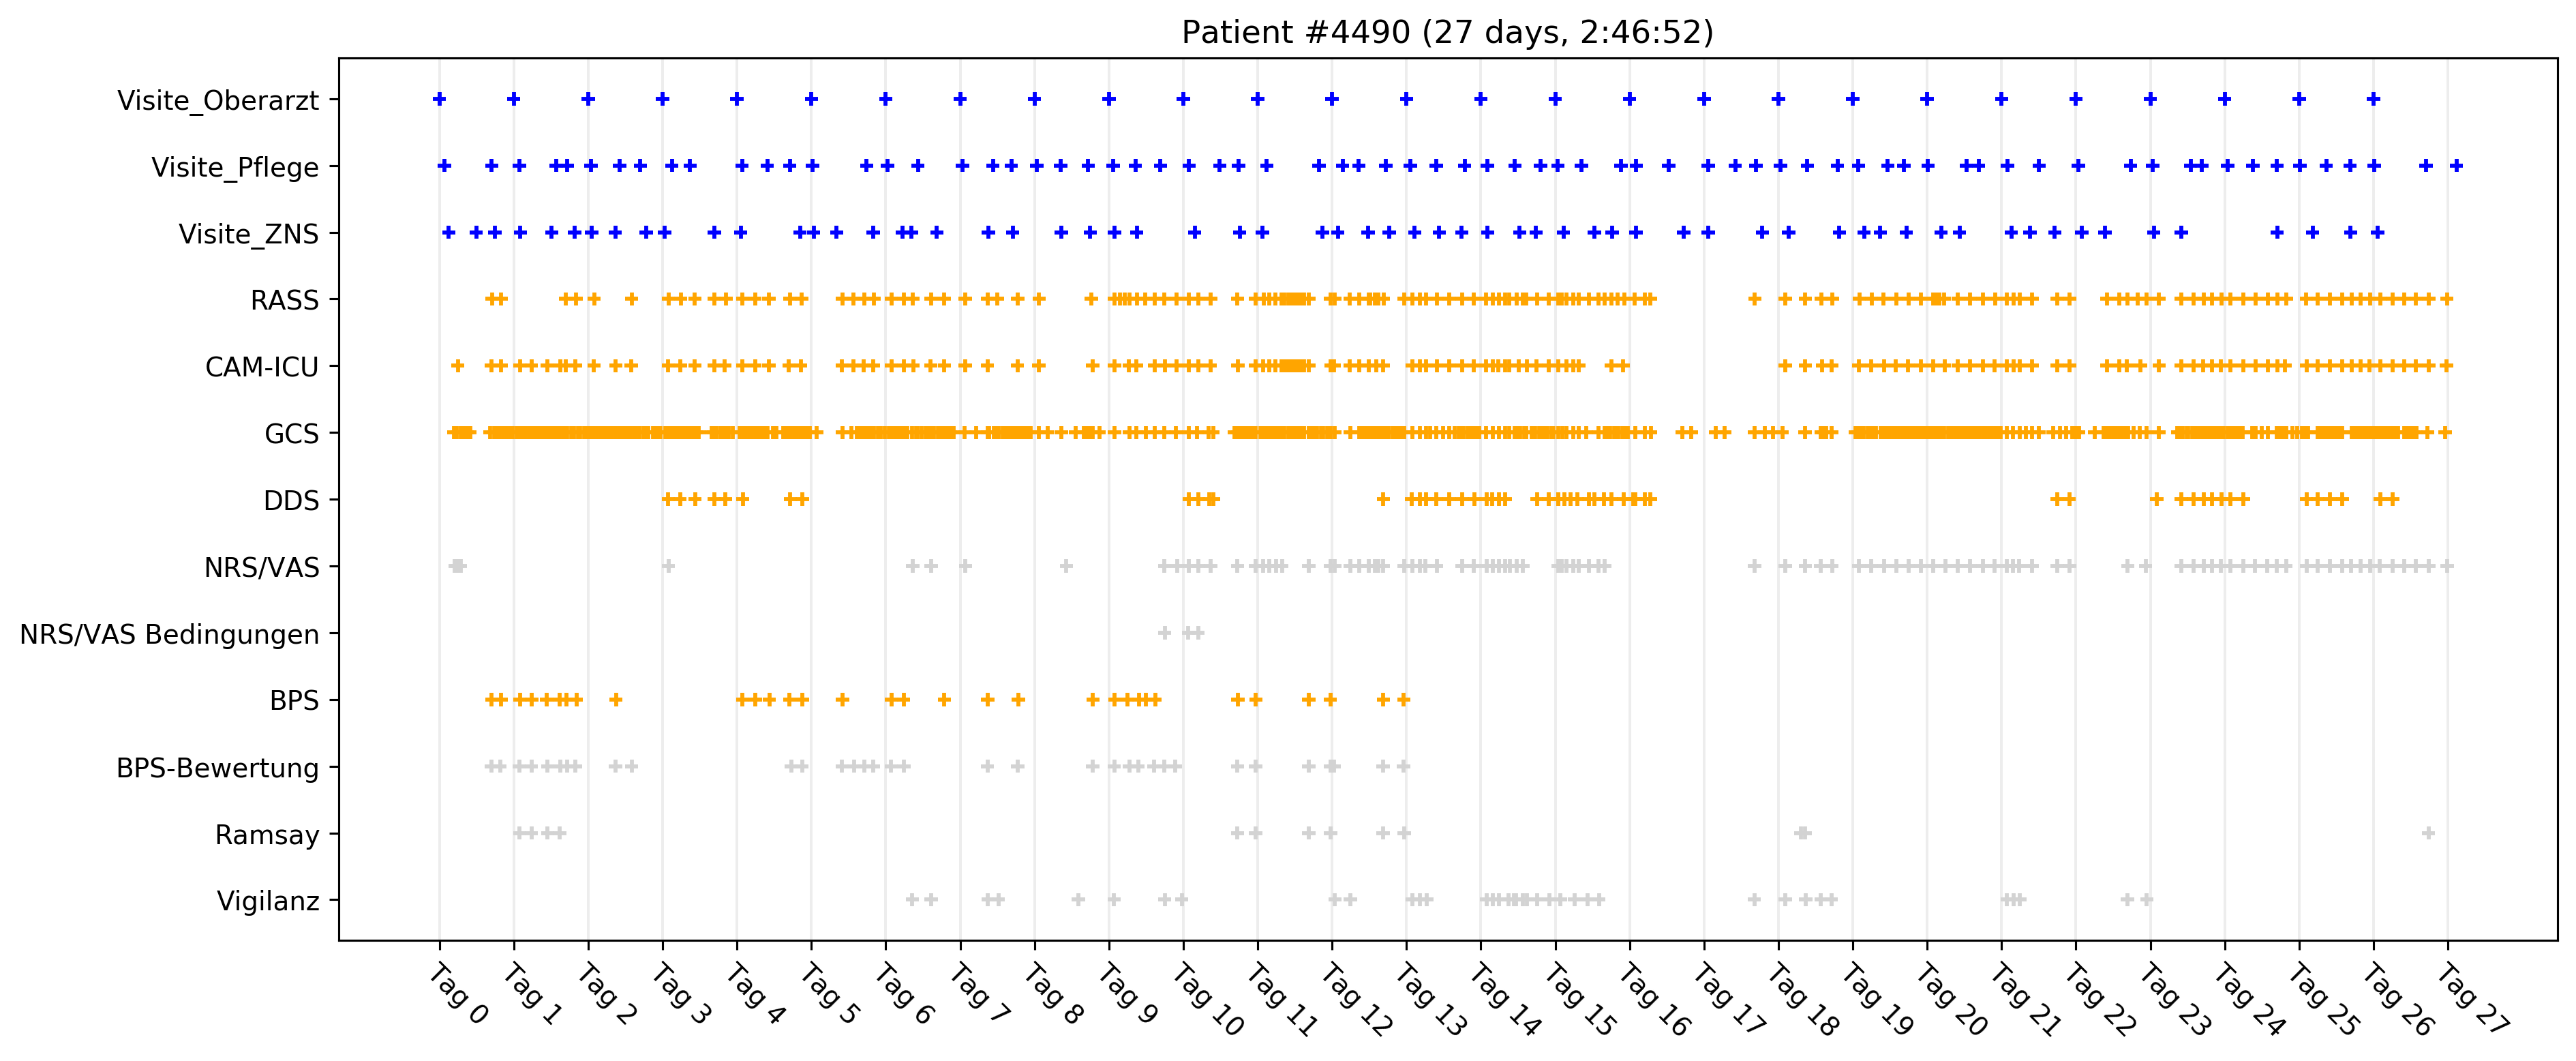 Patient #4490 (27 days, 2:46:52)
Visite_Oberarzt
Visite_Pflege
Visite_ZNS
RASS
CAM-ICU
GCS
DDS
NRS/VAS
NRS/VAS Bedingungen
BPS
BPS-Bewertung
Ramsay
Vigilanz
Tag 0
Tag 1
Tag 2
Tag 3
Tag 4
Tag 5
Tag 6
Tag 7
Tag 8
Tag 9
Tag 10
Tag 11
Tag 12
Tag 13
Tag 14
Tag 15
Tag 16
Tag 17
Tag 18
Tag 19
Tag 20
Tag 21
Tag 22
Tag 23
Tag 24
Tag 25
Tag 26
Tag 27